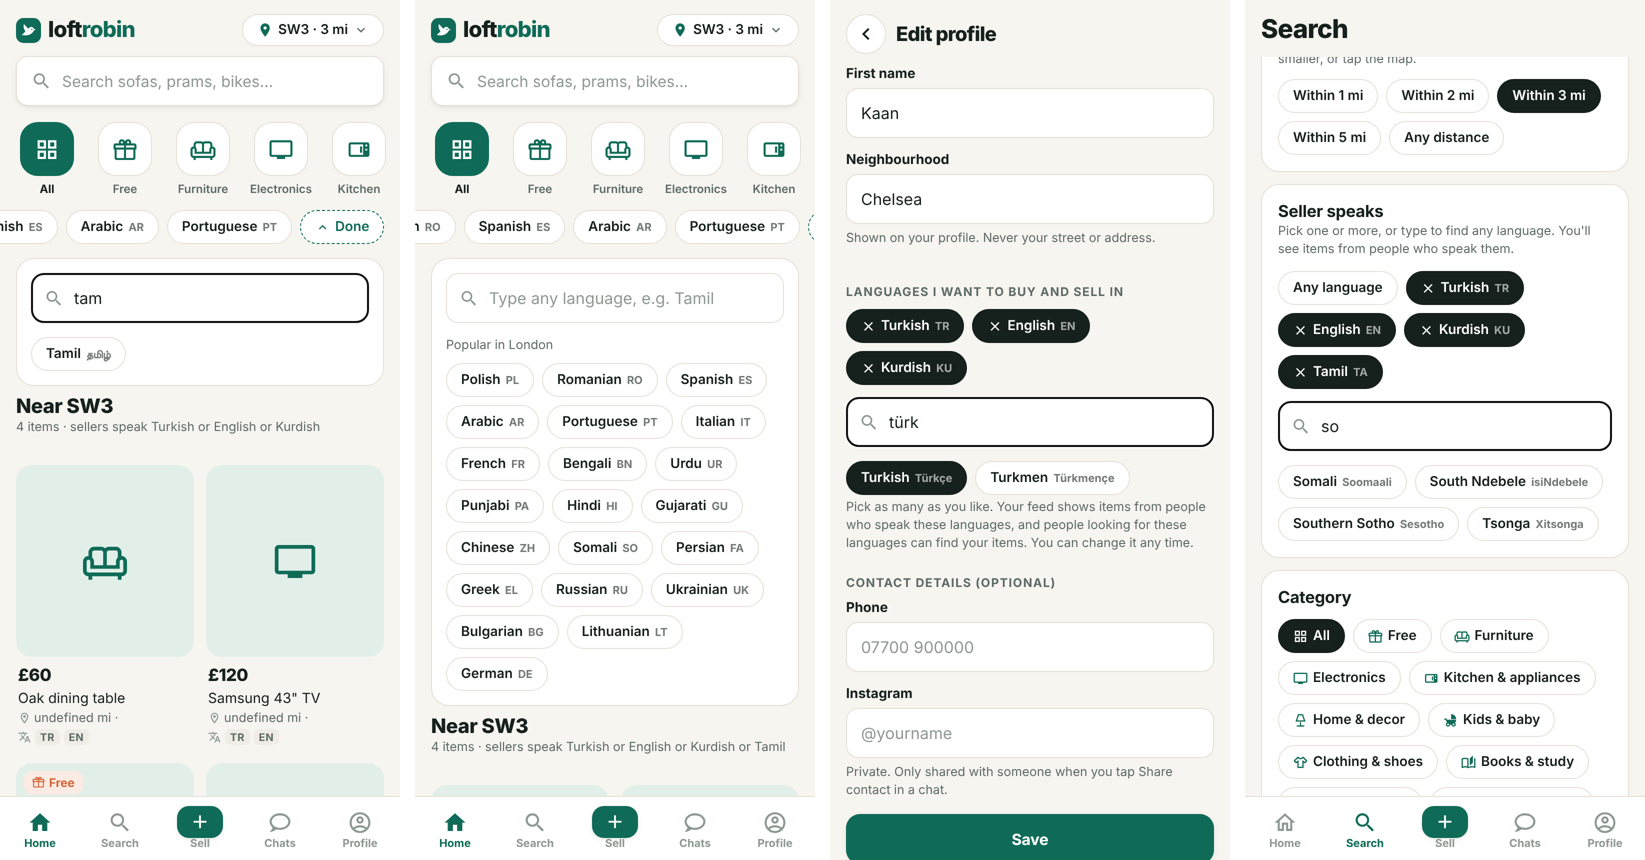 loftrobin
SW3 · 3 mi
Search sofas, prams, bikes...
All Free Furniture Electronics Kitchen
nish ES Arabic AR Portuguese PT Done
tam
Tamil தமிழ்
Near SW3
4 items · sellers speak Turkish or English or Kurdish
£60 £120
Oak dining table Samsung 43" TV
undefined mi · undefined mi ·
TR EN TR EN
Free
Home Search Sell Chats Profile
loftrobin
SW3 · 3 mi
Search sofas, prams, bikes...
All Free Furniture Electronics Kitchen
n RO Spanish ES Arabic AR Portuguese PT
Type any language, e.g. Tamil
Popular in London
Polish PL Romanian RO Spanish ES
Arabic AR Portuguese PT Italian IT
French FR Bengali BN Urdu UR
Punjabi PA Hindi HI Gujarati GU
Chinese ZH Somali SO Persian FA
Greek EL Russian RU Ukrainian UK
Bulgarian BG Lithuanian LT
German DE
Near SW3
4 items · sellers speak Turkish or English or Kurdish or Tamil
Home Search Sell Chats Profile
Edit profile
First name
Kaan
Neighbourhood
Chelsea
Shown on your profile. Never your street or address.
LANGUAGES I WANT TO BUY AND SELL IN
Turkish TR English EN
Kurdish KU
türk
Turkish Türkçe Turkmen Türkmençe
Pick as many as you like. Your feed shows items from people
who speak these languages, and people looking for these
languages can find your items. You can change it any time.
CONTACT DETAILS (OPTIONAL)
Phone
07700 900000
Instagram
@yourname
Private. Only shared with someone when you tap Share
contact in a chat.
Save
Search
smaller, or tap the map.
Within 1 mi Within 2 mi Within 3 mi
Within 5 mi Any distance
Seller speaks
Pick one or more, or type to find any language. You'll
see items from people who speak them.
Any language Turkish TR
English EN Kurdish KU
Tamil TA
so
Somali Soomaali South Ndebele isiNdebele
Southern Sotho Sesotho Tsonga Xitsonga
Category
All Free Furniture
Electronics Kitchen & appliances
Home & decor Kids & baby
Clothing & shoes Books & study
Home Search Sell Chats Profile